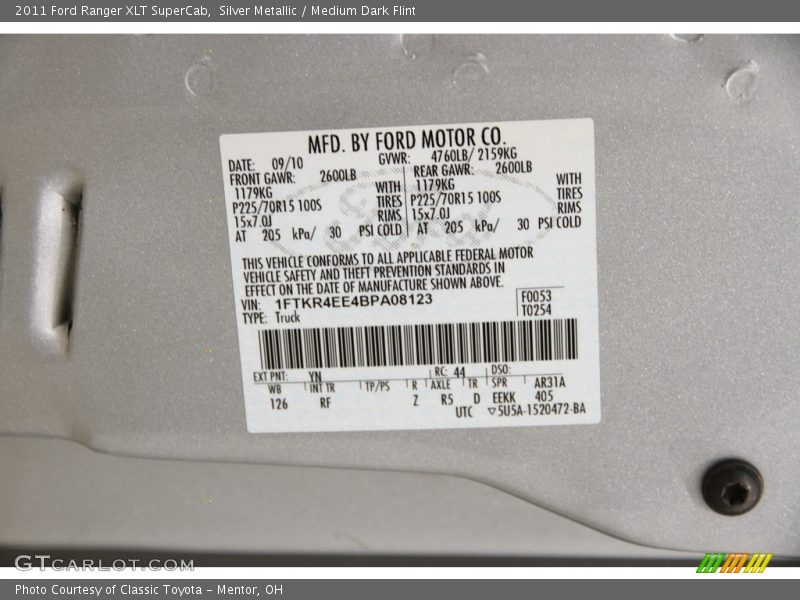 2011 Ford Ranger XLT SuperCab,  Silver Metallic / Medium Dark Flint
MFD. BY FORD MOTOR CO.
DATE: 09/10 GVWR: 4760LB/ 2159KG
FRONT GAWR: 2600LB REAR GAWR: 2600LB
1179KG WITH 1179KG WITH
P225/70R15 100S TIRES P225/70R15 100S TIRES
15x7.0J RIMS 15x7.0J RIMS
AT 205 kPa/ 30 PSI COLD AT 205 kPa/ 30 PSI COLD
THIS VEHICLE CONFORMS TO ALL APPLICABLE FEDERAL MOTOR
VEHICLE SAFETY AND THEFT PREVENTION STANDARDS IN
EFFECT ON THE DATE OF MANUFACTURE SHOWN ABOVE.
VIN: 1FTKR4EE4BPA08123 F0053
TYPE: Truck T0254
EXT PNT: YN RC: 44 DSO:
WB INT TR TP/PS R AXLE TR SPR AR31A
126 RF Z R5 D EEKK 405
UTC ▽5U5A-1520472-BA
GTCARLOT.COM
Photo Courtesy of Classic Toyota - Mentor, OH